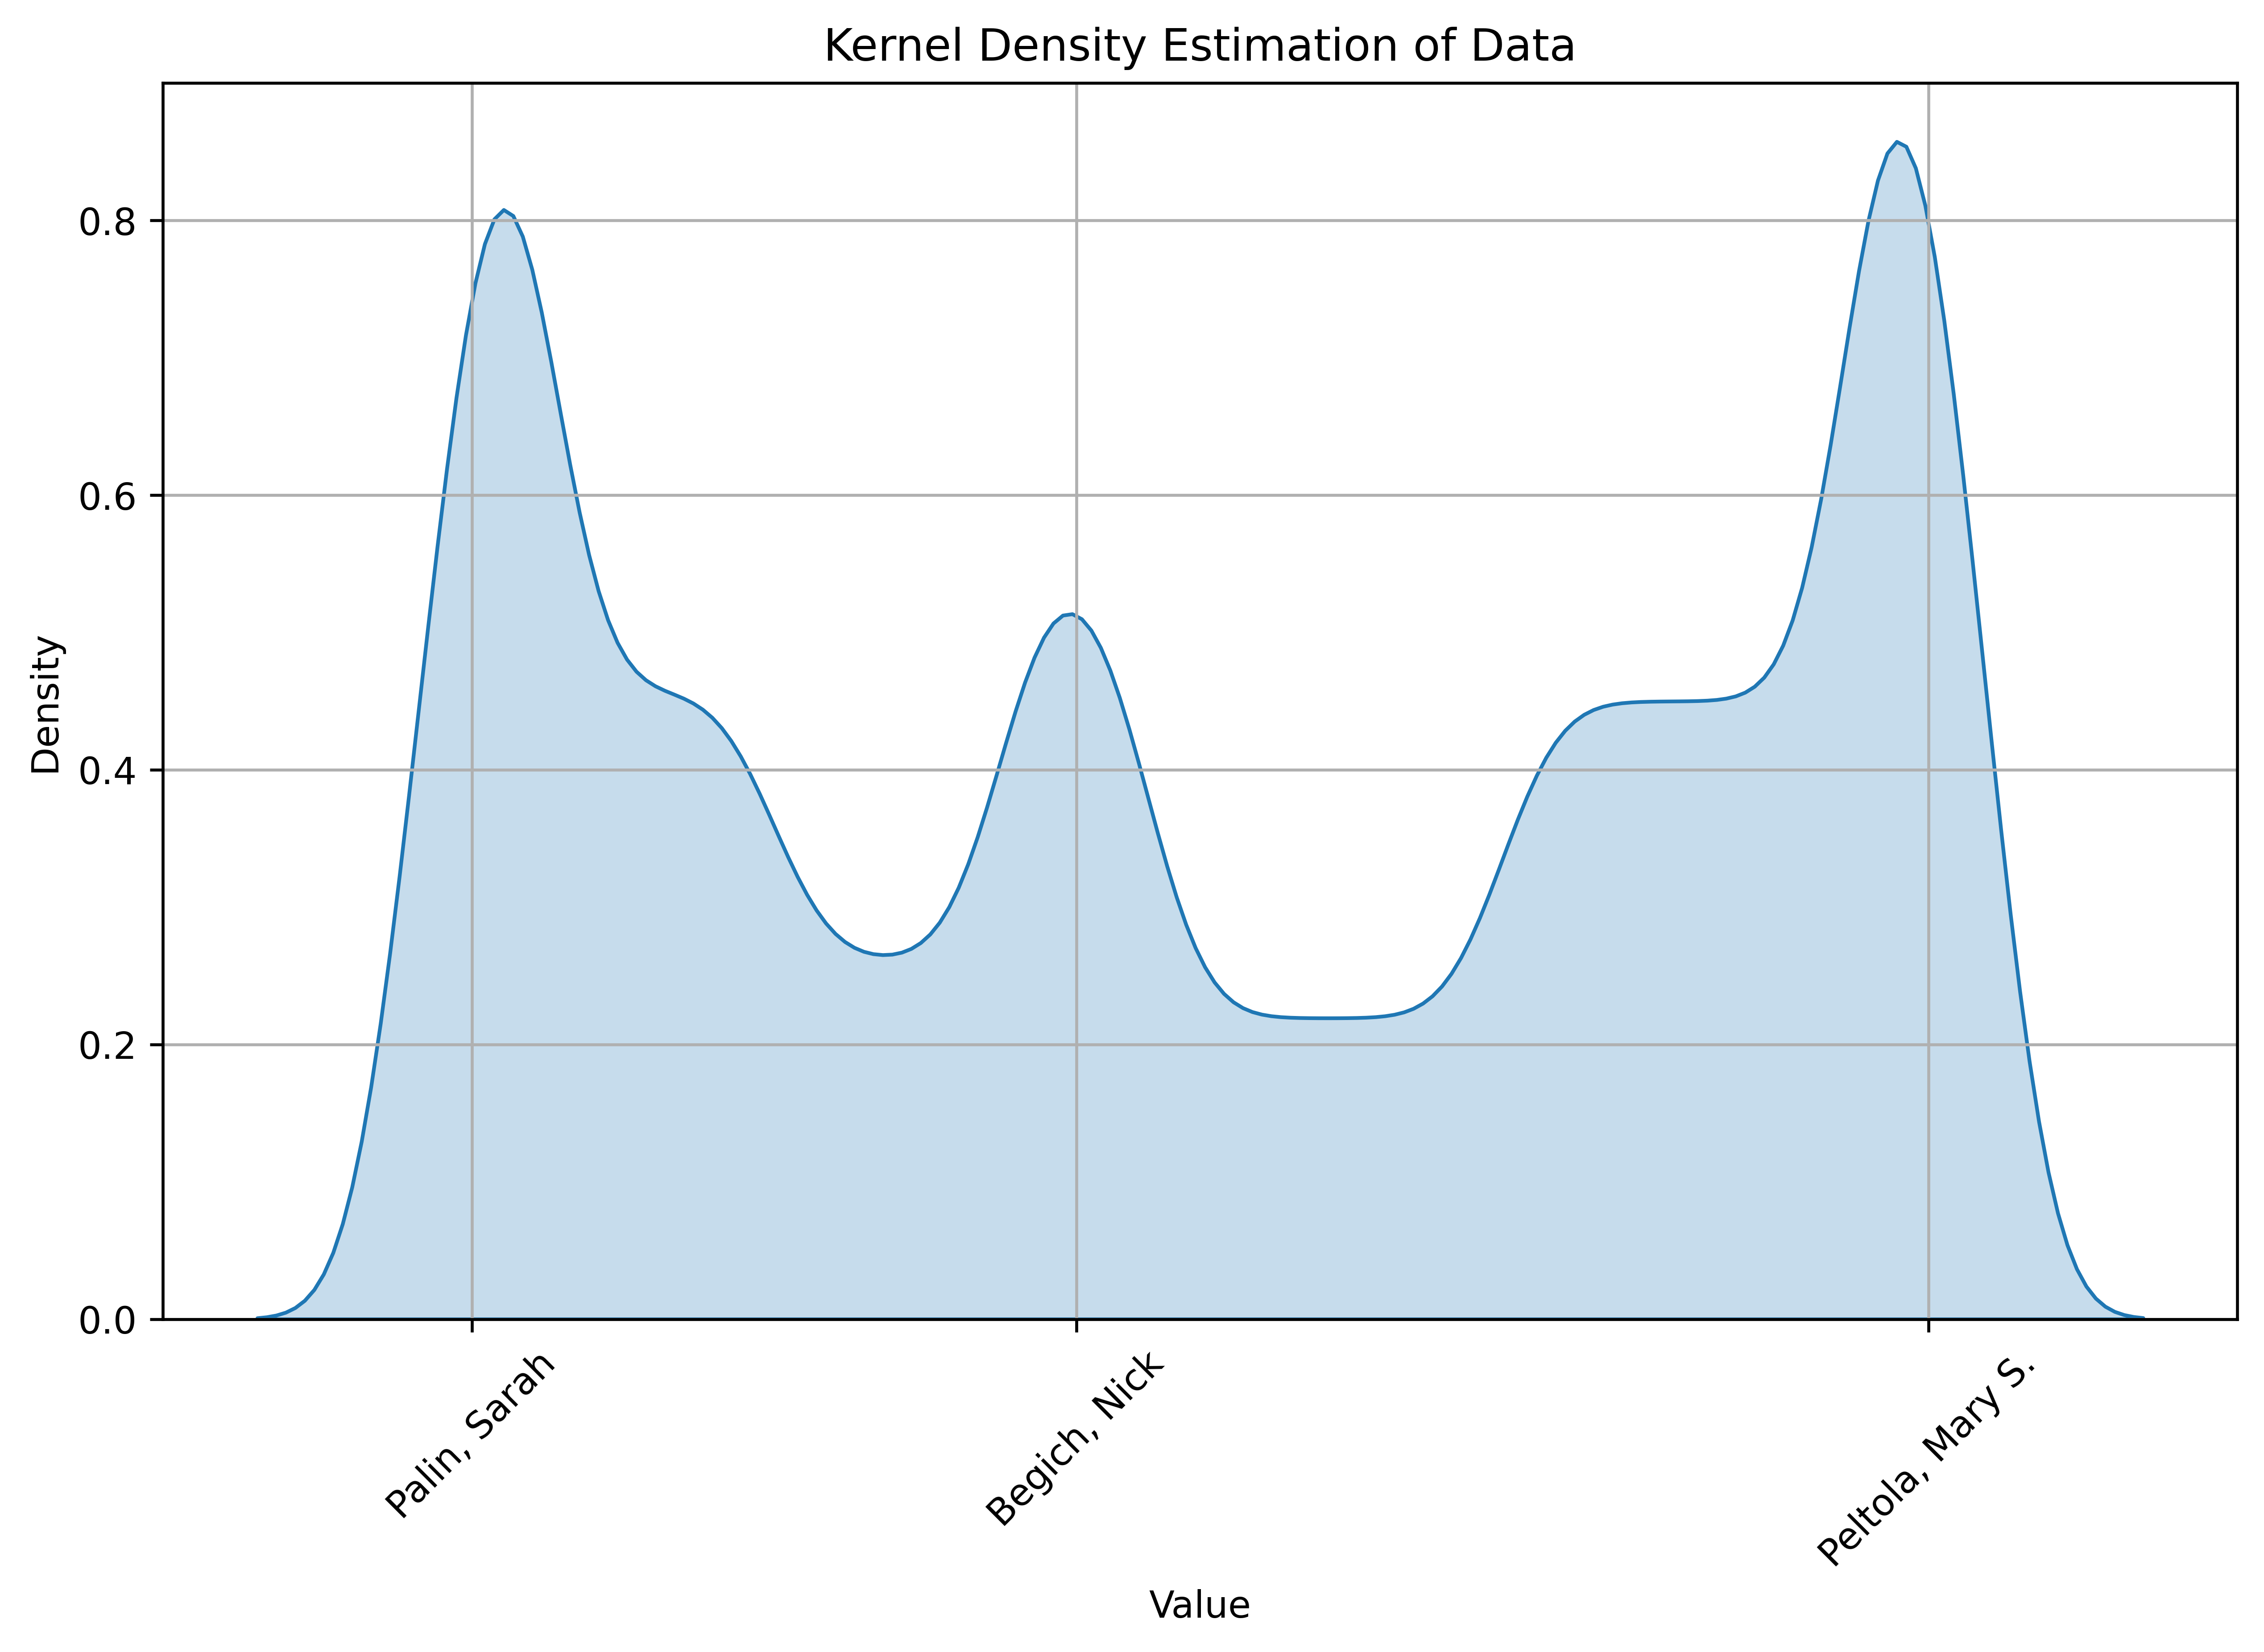 Kernel Density Estimation of Data
Density
0.8
0.6
0.4
0.2
0.0
Palin, Sarah
Begich, Nick
Peltola, Mary S.
Value